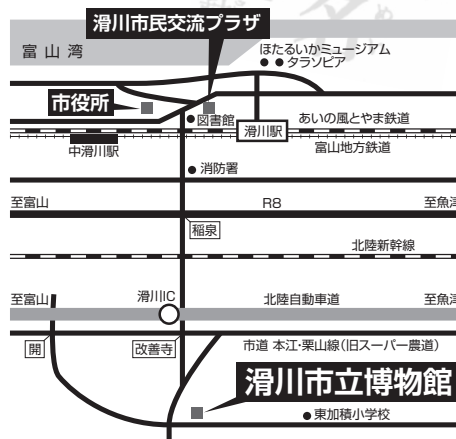 滑川市民交流プラザ
富山湾
ほたるいかミュージアム
タラソピア
市役所
図書館
滑川駅
あいの風とやま鉄道
中滑川駅
富山地方鉄道
消防署
至富山
R8
至魚津
稲泉
北陸新幹線
至富山
滑川IC
北陸自動車道
至魚津
開
改善寺
市道 本江・栗山線(旧スーパー農道)
滑川市立博物館
東加積小学校